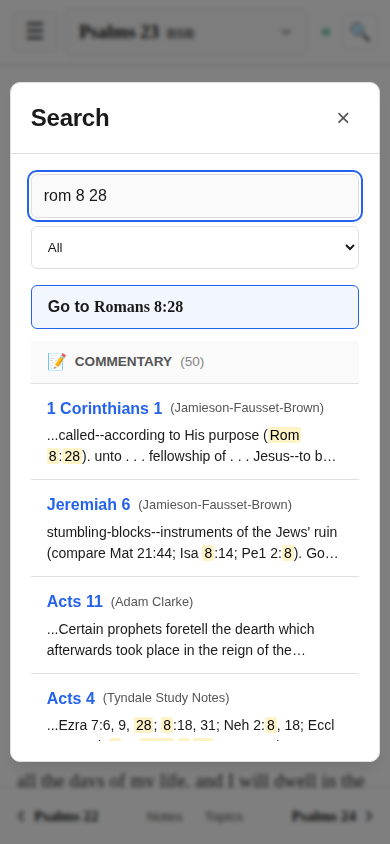 Psalms 23 BSB
Search
×
rom 8 28
All
Go to Romans 8:28
COMMENTARY (50)
1 Corinthians 1 (Jamieson-Fausset-Brown)
...called--according to His purpose (Rom
8:28). unto . . . fellowship of . . . Jesus--to b…
Jeremiah 6 (Jamieson-Fausset-Brown)
stumbling-blocks--instruments of the Jews' ruin
(compare Mat 21:44; Isa 8:14; Pe1 2:8). Go…
Acts 11 (Adam Clarke)
...Certain prophets foretell the dearth which
afterwards took place in the reign of the…
Acts 4 (Tyndale Study Notes)
...Ezra 7:6, 9, 28; 8:18, 31; Neh 2:8, 18; Eccl
all the days of my life, and I will dwell in the
Psalms 22 Notes Topics Psalms 24